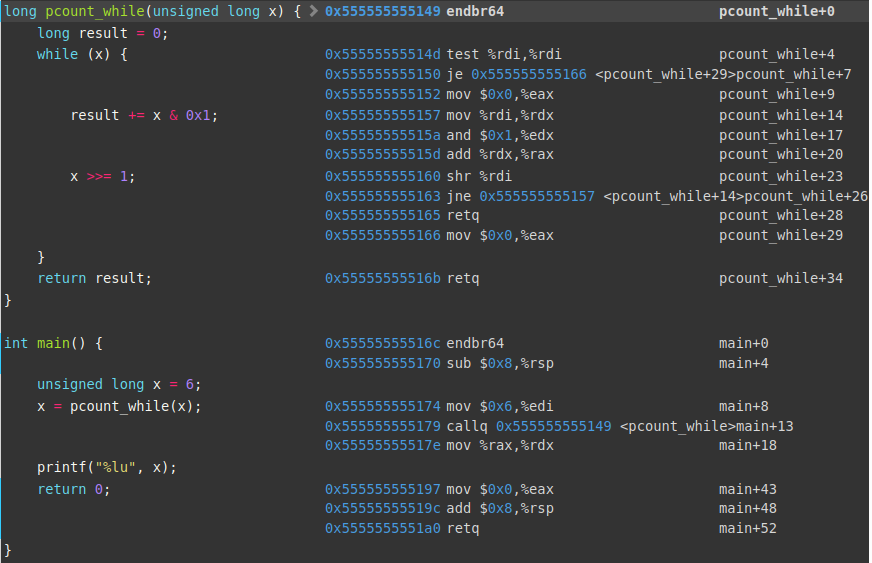 long pcount_while(unsigned long x) { > 0x555555555149 endbr64 pcount_while+0
long result = 0;
while (x) { 0x55555555514d test %rdi,%rdi pcount_while+4
0x555555555150 je 0x555555555166 <pcount_while+29>pcount_while+7
0x555555555152 mov $0x0,%eax pcount_while+9
result += x & 0x1; 0x555555555157 mov %rdi,%rdx pcount_while+14
0x55555555515a and $0x1,%edx pcount_while+17
0x55555555515d add %rdx,%rax pcount_while+20
x >>= 1; 0x555555555160 shr %rdi pcount_while+23
0x555555555163 jne 0x555555555157 <pcount_while+14>pcount_while+26
0x555555555165 retq pcount_while+28
0x555555555166 mov $0x0,%eax pcount_while+29
}
return result; 0x55555555516b retq pcount_while+34
}
int main() { 0x55555555516c endbr64 main+0
0x555555555170 sub $0x8,%rsp main+4
unsigned long x = 6;
x = pcount_while(x); 0x555555555174 mov $0x6,%edi main+8
0x555555555179 callq 0x555555555149 <pcount_while>main+13
0x55555555517e mov %rax,%rdx main+18
printf("%lu", x);
return 0; 0x555555555197 mov $0x0,%eax main+43
0x55555555519c add $0x8,%rsp main+48
0x5555555551a0 retq main+52
}